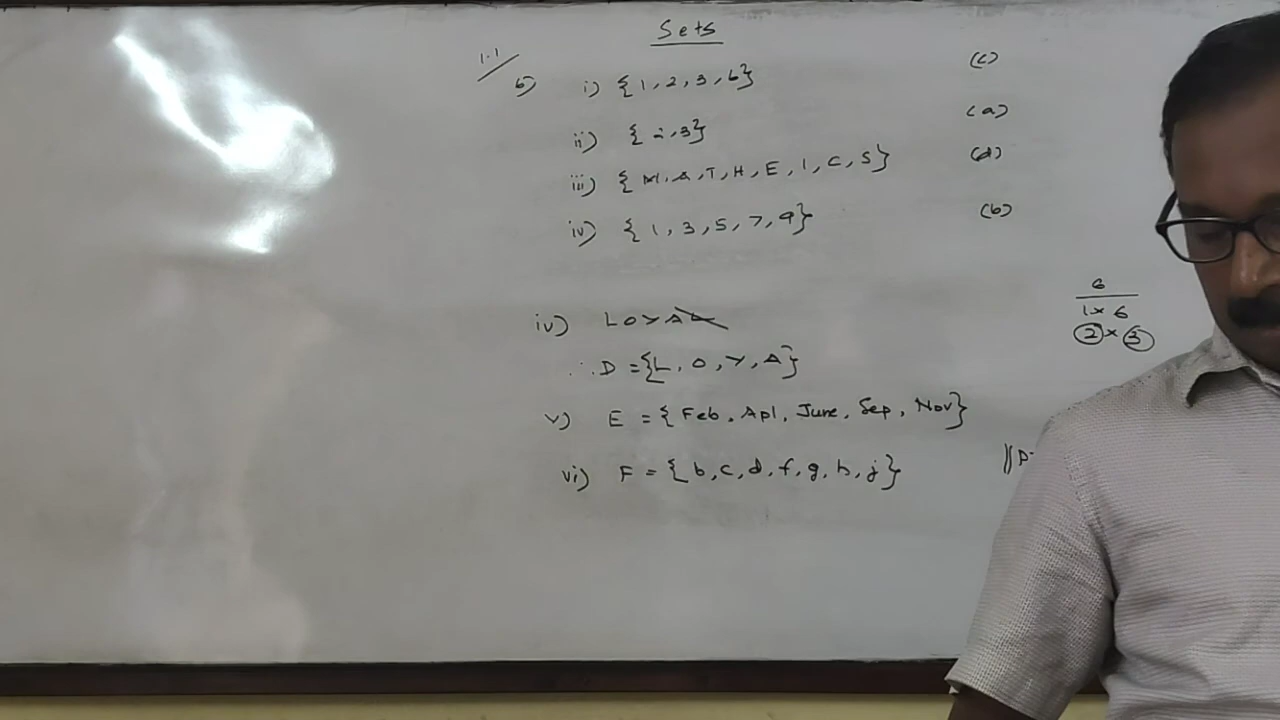 Sets
1.1
6) i) {1, 2, 3, 6} (c)
ii) {2, 3} (a)
iii) {M, A, T, H, E, I, C, S} (d)
iv) {1, 3, 5, 7, 9} (b)
6
1 x 6
2 x 3
iv) LOYAL
∴ D = {L, O, Y, A}
v) E = {Feb, Apl, June, Sep, Nov}
vi) F = {b, c, d, f, g, h, j}